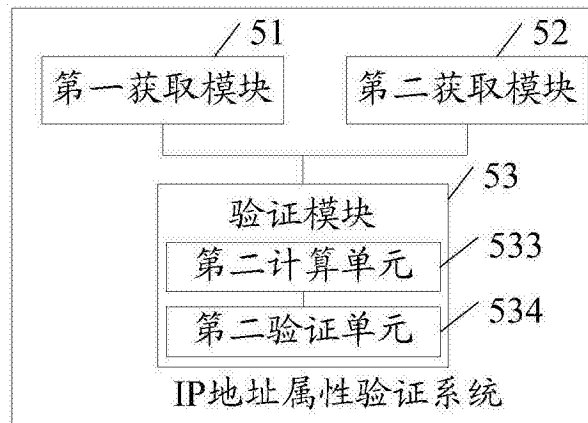 51
52
第一获取模块
第二获取模块
53
验证模块
第二计算单元
533
第二验证单元
534
IP地址属性验证系统